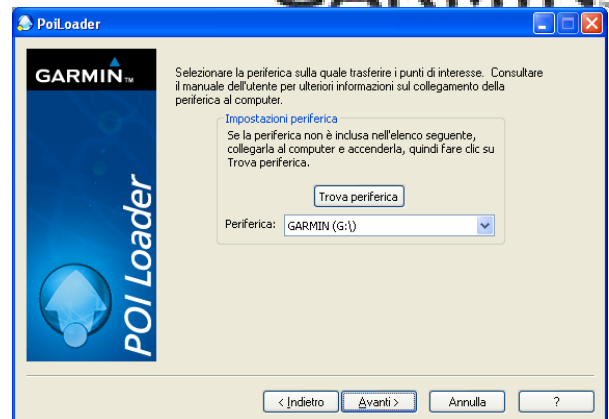 GARMIN
PoiLoader
GARMIN™
Selezionare la periferica sulla quale trasferire i punti di interesse. Consultare
il manuale dell'utente per ulteriori informazioni sul collegamento della
periferica al computer.
Impostazioni periferica
Se la periferica non è inclusa nell'elenco seguente,
collegarla al computer e accenderla, quindi fare clic su
Trova periferica.
Trova periferica
Periferica: GARMIN (G:\)
POI Loader
< Indietro Avanti > Annulla ?